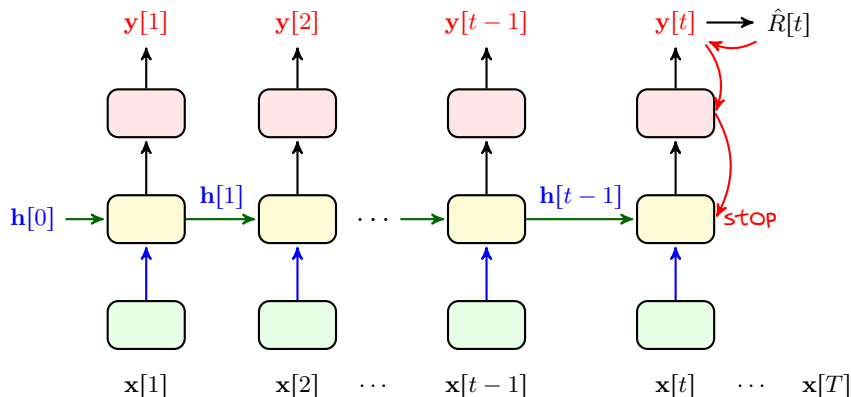 y[1] y[2] y[t−1] y[t] R̂[t]
h[1] h[t−1]
h[0] ··· STOP
x[1] x[2] ··· x[t−1] x[t] ··· x[T]